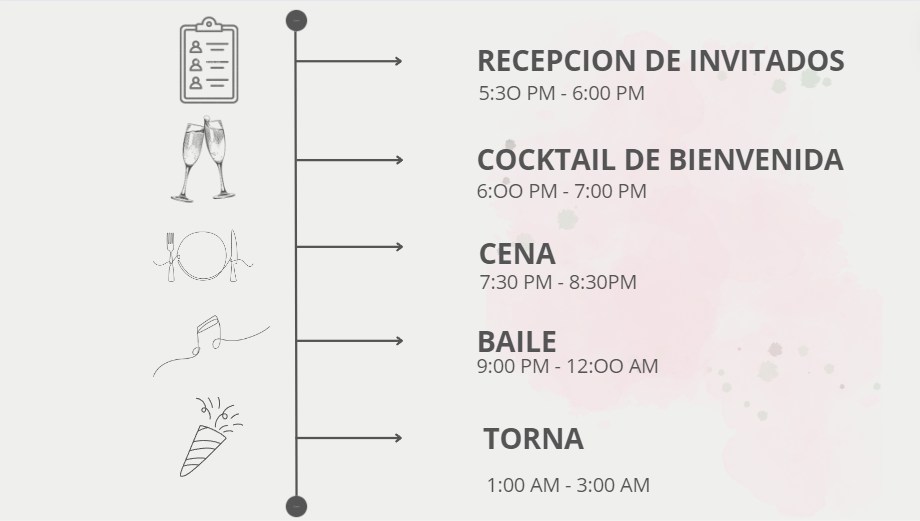 RECEPCION DE INVITADOS
5:3O PM - 6:00 PM
COCKTAIL DE BIENVENIDA
6:OO PM - 7:00 PM
CENA
7:30 PM - 8:30PM
BAILE
9:00 PM - 12:OO AM
TORNA
1:00 AM - 3:00 AM